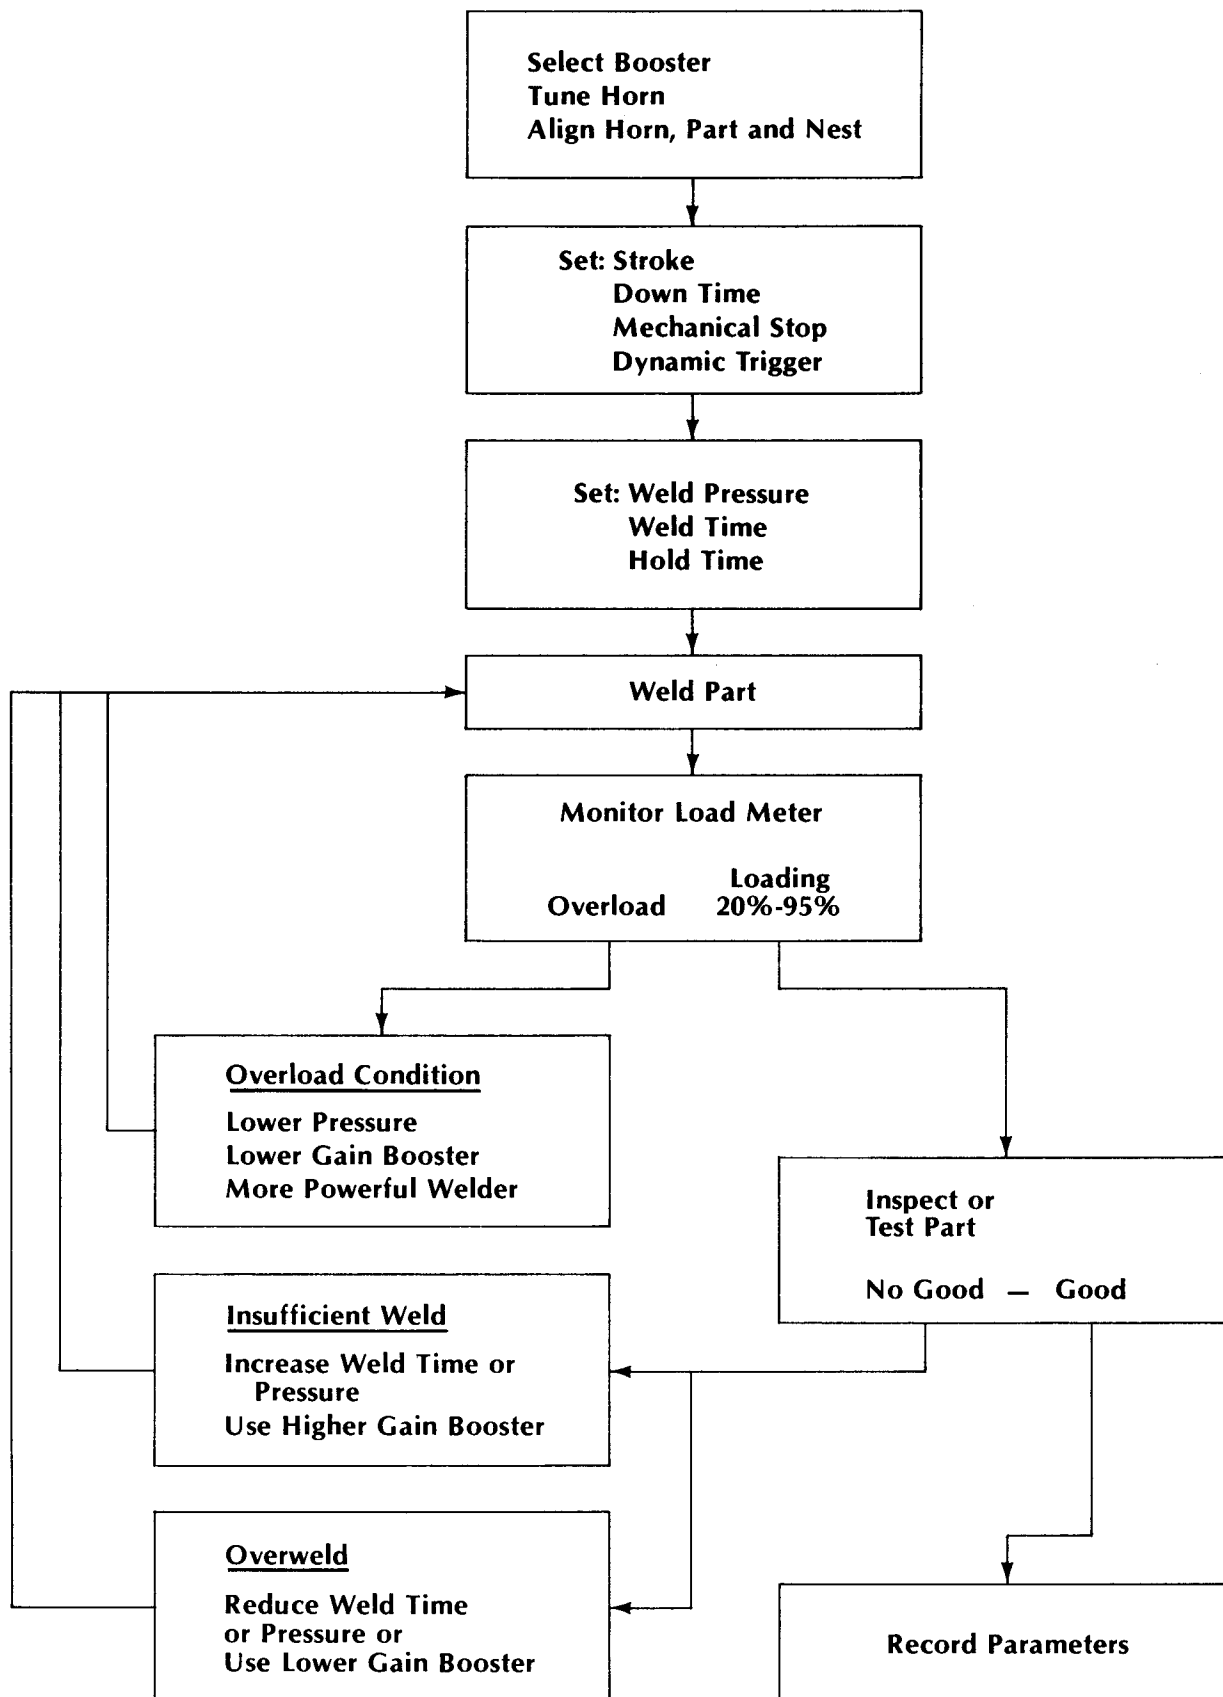 Select Booster
Tune Horn
Align Horn, Part and Nest
Set: Stroke
Down Time
Mechanical Stop
Dynamic Trigger
Set: Weld Pressure
Weld Time
Hold Time
Weld Part
Monitor Load Meter
Loading
Overload 20%-95%
Overload Condition
Lower Pressure
Lower Gain Booster
More Powerful Welder
Inspect or
Test Part
No Good — Good
Insufficient Weld
Increase Weld Time or
Pressure
Use Higher Gain Booster
Overweld
Reduce Weld Time
or Pressure or
Use Lower Gain Booster
Record Parameters